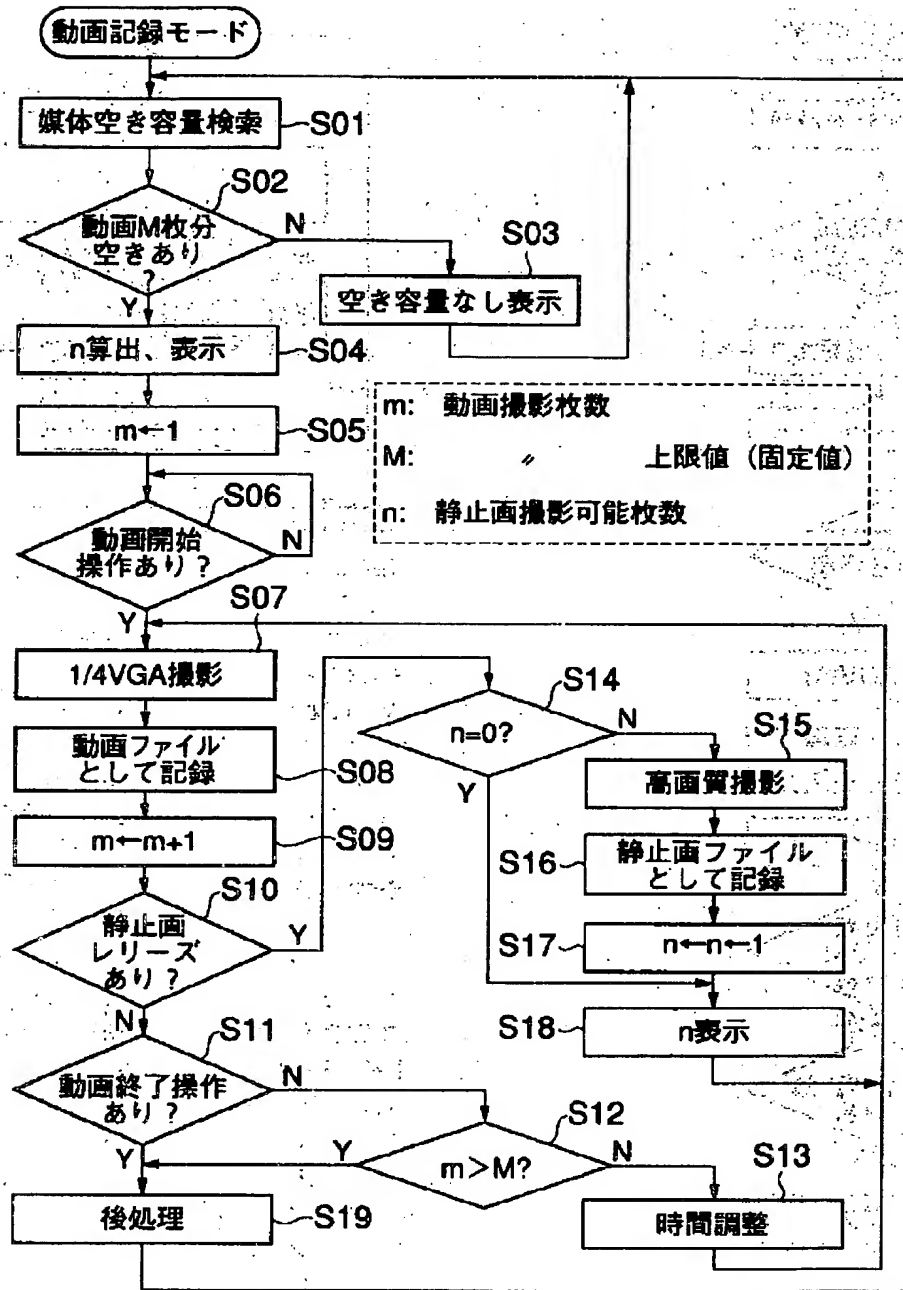 動画記録モード
媒体空き容量検索
S01
S02
動画M枚分
空きあり
?
N
Y
S03
空き容量なし表示
n算出、表示
S04
m←1
S05
m: 動画撮影枚数
M: 〃 上限値 (固定値)
n: 静止画撮影可能枚数
S06
動画開始
操作あり?
N
Y
S07
1/4VGA撮影
動画ファイル
として記録
S08
m←m+1
S09
S10
静止画
レリーズ
あり?
Y
N
S14
n=0?
N
Y
S15
高画質撮影
S16
静止画ファイル
として記録
S17
n←n←1
S18
n表示
S11
動画終了操作
あり?
N
Y
S12
m>M?
Y
N
S13
時間調整
後処理
S19